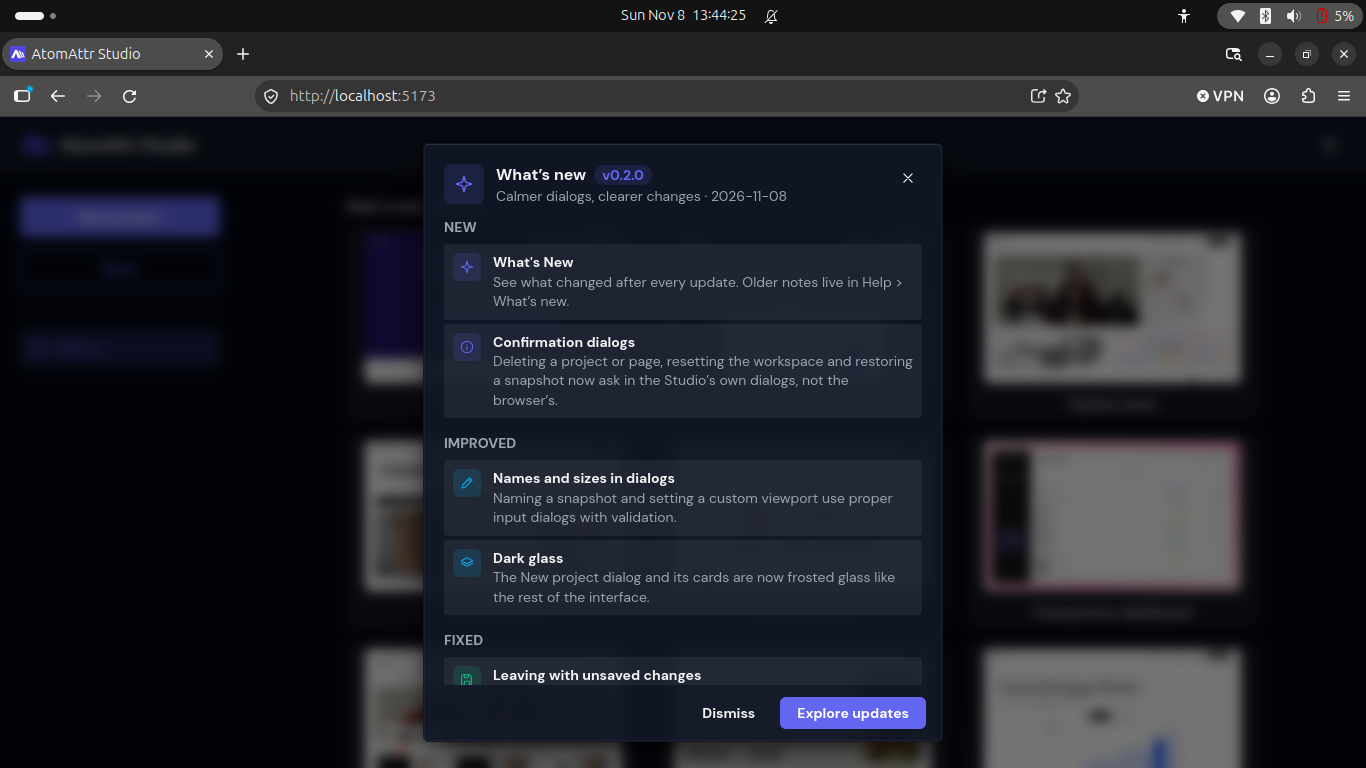 Sun Nov 8 13:44:25
5%
AtomAttr Studio
http://localhost:5173
VPN
What's new v0.2.0
Calmer dialogs, clearer changes · 2026-11-08
NEW
What's New
See what changed after every update. Older notes live in Help >
What's new.
Confirmation dialogs
Deleting a project or page, resetting the workspace and restoring
a snapshot now ask in the Studio's own dialogs, not the
browser's.
IMPROVED
Names and sizes in dialogs
Naming a snapshot and setting a custom viewport use proper
input dialogs with validation.
Dark glass
The New project dialog and its cards are now frosted glass like
the rest of the interface.
FIXED
Leaving with unsaved changes
Dismiss
Explore updates